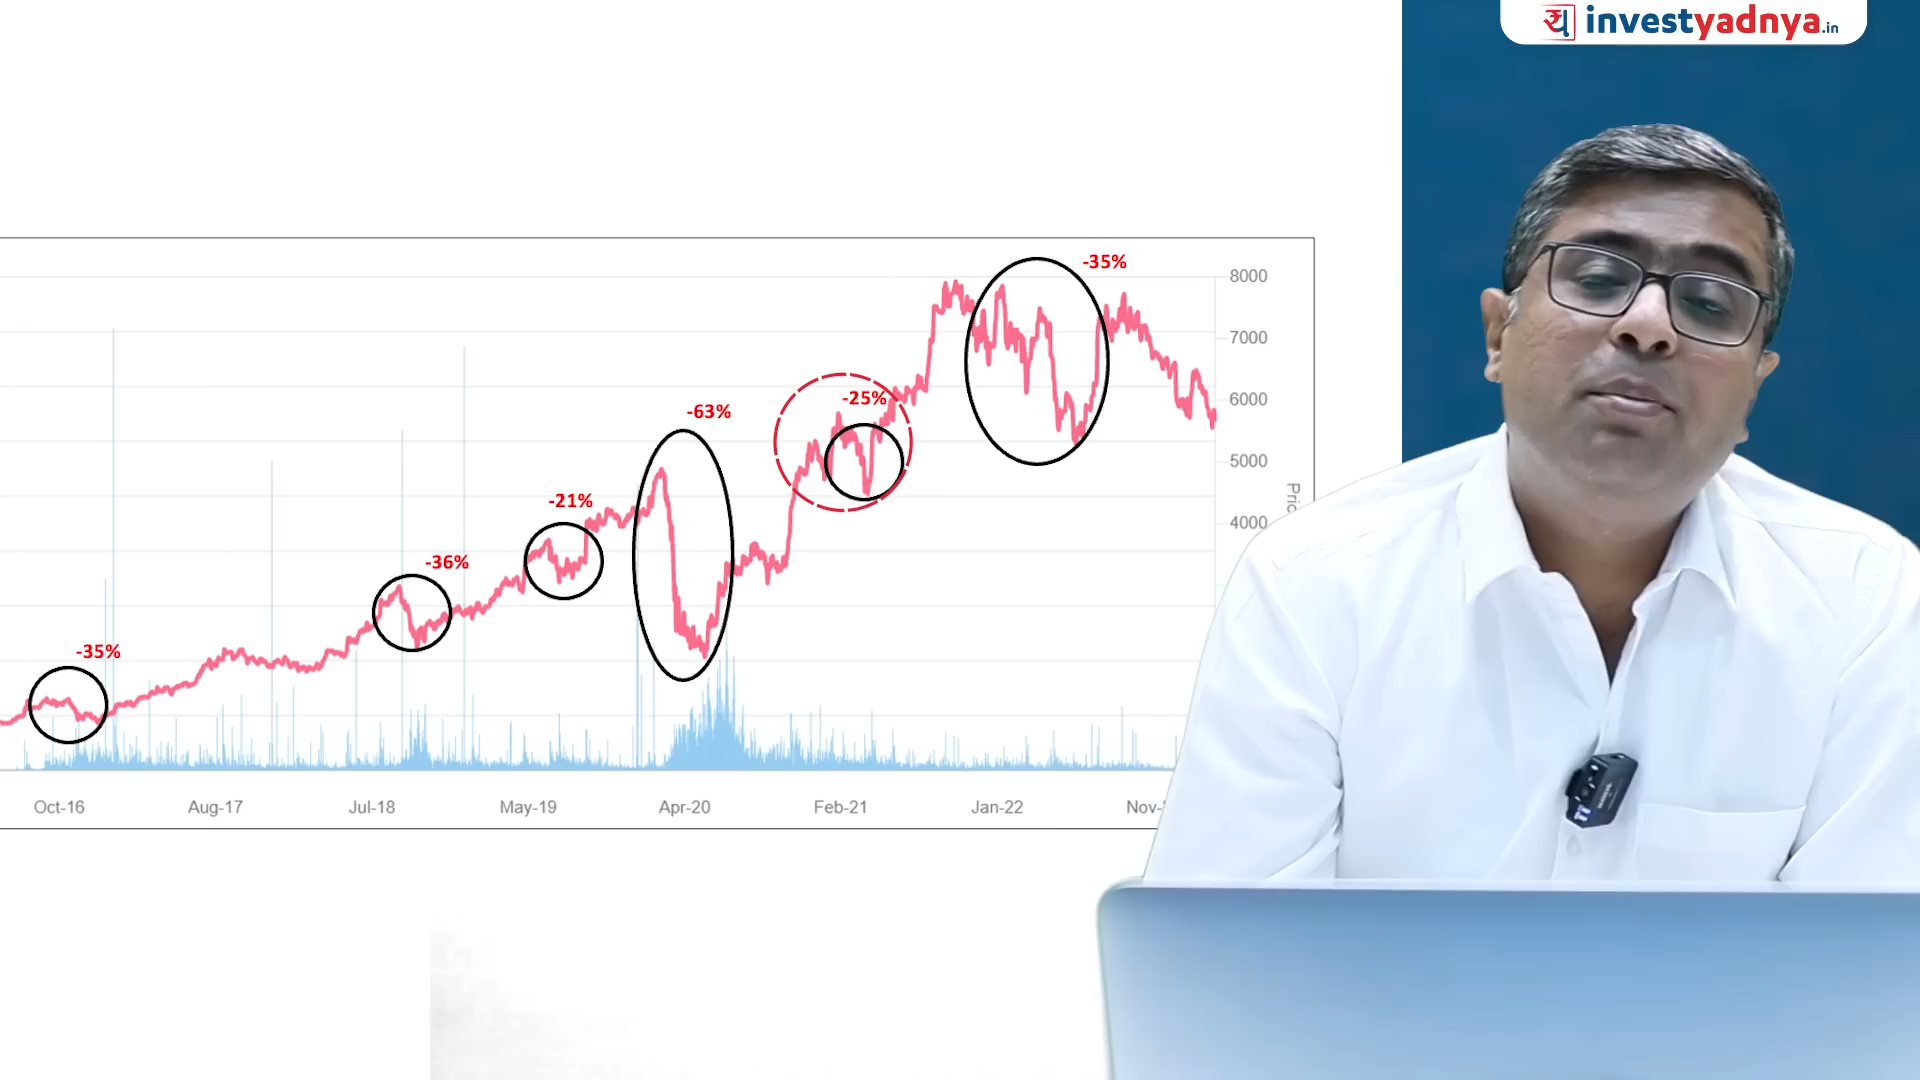 investyadnya.in
-35%
8000
7000
-25%
6000
-63%
5000
-21%
4000
-36%
-35%
Oct-16
Aug-17
Jul-18
May-19
Apr-20
Feb-21
Jan-22